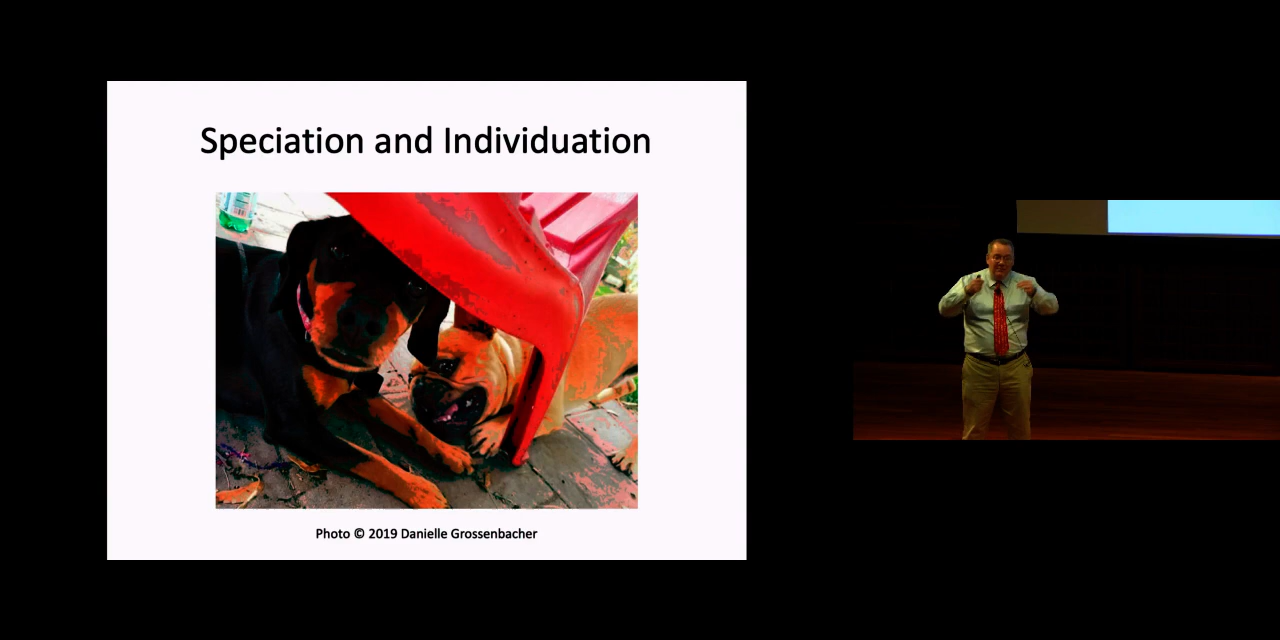 Speciation and Individuation
Photo © 2019 Danielle Grossenbacher